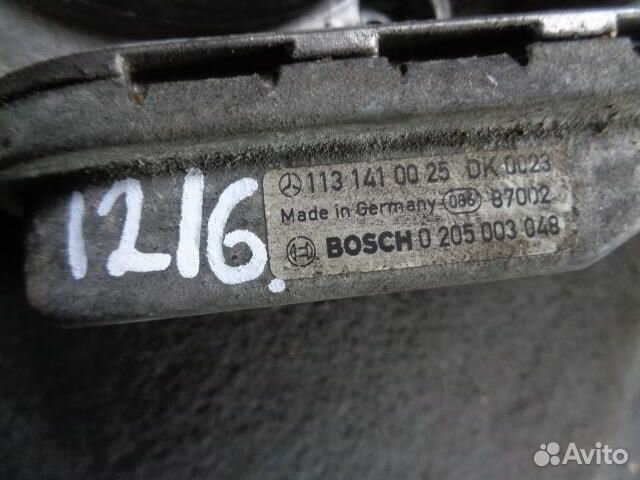 1216.
113 141 00 25 DK 0023
Made in Germany 086 87002
BOSCH 0 205 003 048
Avito